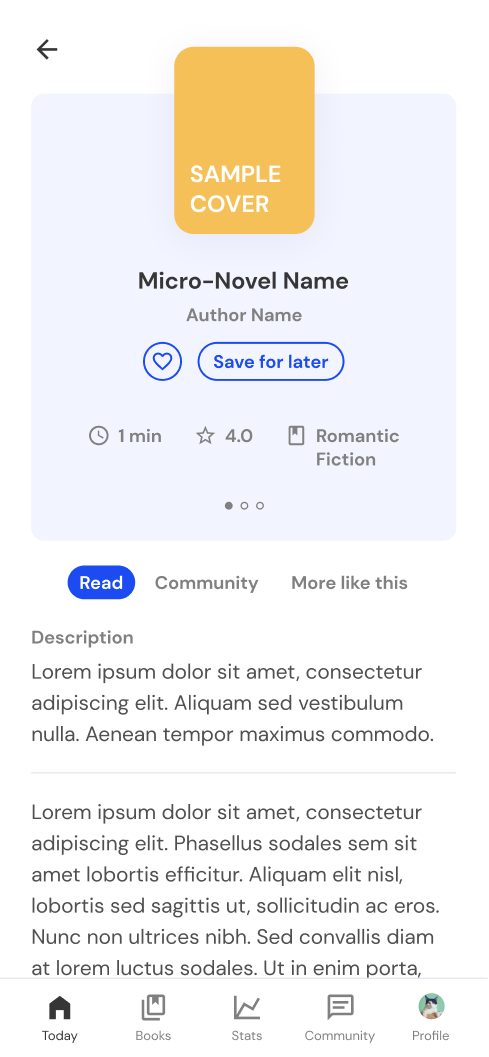 SAMPLE
COVER
Micro-Novel Name
Author Name
Save for later
1 min
4.0
Romantic
Fiction
Read
Community
More like this
Description
Lorem ipsum dolor sit amet, consectetur
adipiscing elit. Aliquam sed vestibulum
nulla. Aenean tempor maximus commodo.
Lorem ipsum dolor sit amet, consectetur
adipiscing elit. Phasellus sodales sem sit
amet lobortis efficitur. Aliquam elit nisl,
lobortis sed sagittis ut, sollicitudin ac eros.
Nunc non ultrices nibh. Sed convallis diam
at lorem luctus sodales. Ut in enim porta,
Today
Books
Stats
Community
Profile